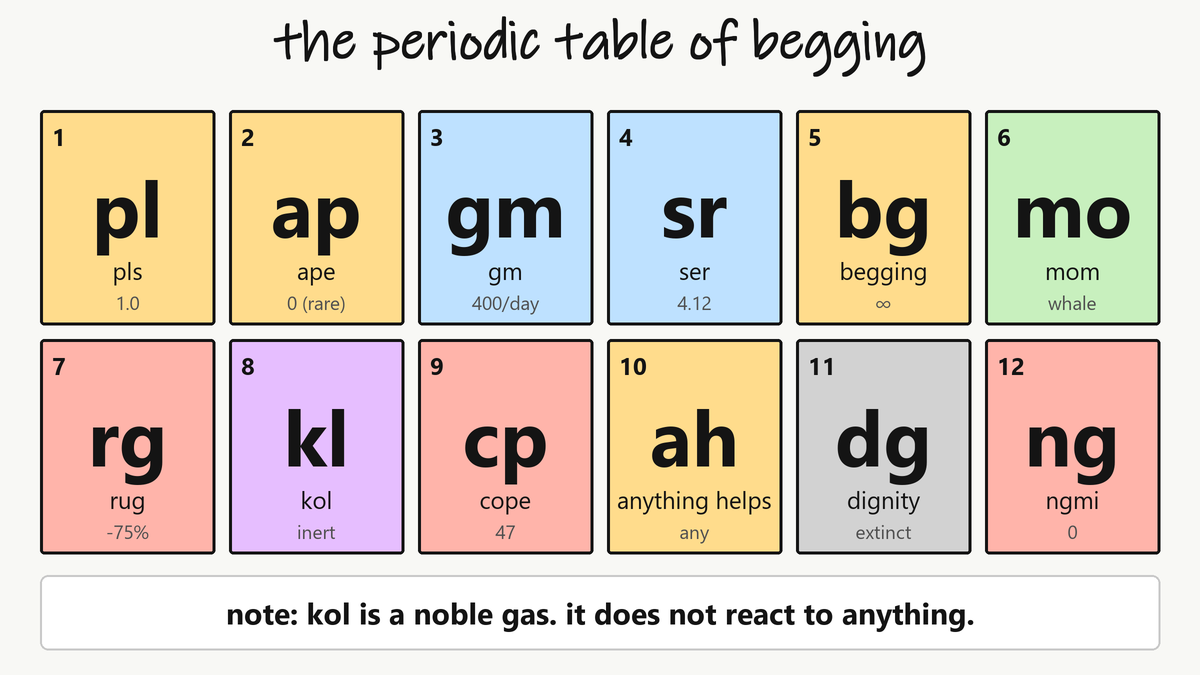 the periodic table of begging
1
pl
pls
1.0
2
ap
ape
0 (rare)
3
gm
gm
400/day
4
sr
ser
4.12
5
bg
begging
∞
6
mo
mom
whale
7
rg
rug
-75%
8
kl
kol
inert
9
cp
cope
47
10
ah
anything helps
any
11
dg
dignity
extinct
12
ng
ngmi
0
note: kol is a noble gas. it does not react to anything.